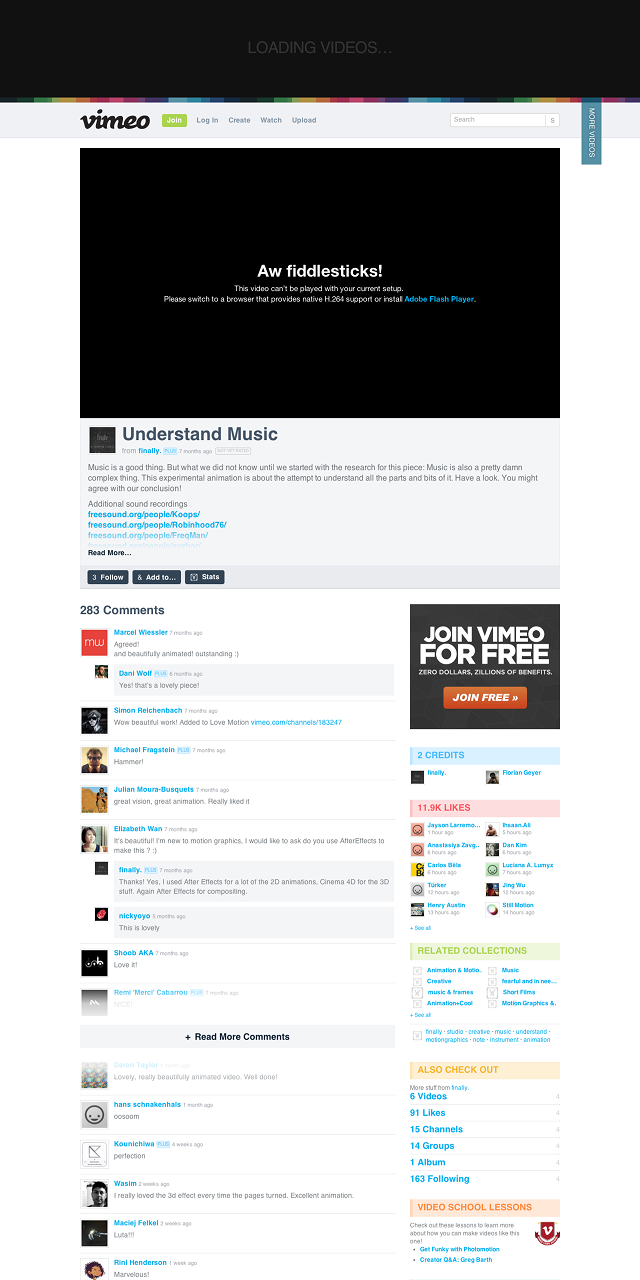 LOADING VIDEOS...
vimeo
Join
Log In
Create
Watch
Upload
Search
S
MORE VIDEOS
Aw fiddlesticks!
This video can't be played with your current setup.
Please switch to a browser that provides native H.264 support or install Adobe Flash Player.
Understand Music
from finally. PLUS 7 months ago NOT YET RATED
Music is a good thing. But what we did not know until we started with the research for this piece: Music is also a pretty damn
complex thing. This experimental animation is about the attempt to understand all the parts and bits of it. Have a look. You might
agree with our conclusion!
Additional sound recordings
freesound.org/people/Koops/
freesound.org/people/Robinhood76/
freesound.org/people/FreqMan/
Read More...
3 Follow
& Add to...
Stats
283 Comments
Marcel Wiessler 7 months ago
Agreed!
and beautifully animated! outstanding :)
Dani Wolf PLUS 6 months ago
Yes! that's a lovely piece!
Simon Reichenbach 7 months ago
Wow beautiful work! Added to Love Motion vimeo.com/channels/183247
Michael Fragstein PLUS 7 months ago
Hammer!
Julian Moura-Busquets 7 months ago
great vision, great animation. Really liked it
Elizabeth Wan 7 months ago
It's beautiful! I'm new to motion graphics, I would like to ask do you use AfterEffects to
make this ? :)
finally. PLUS 7 months ago
Thanks! Yes, I used After Effects for a lot of the 2D animations, Cinema 4D for the 3D
stuff. Again After Effects for compositing.
nickyoyo 5 months ago
This is lovely
Shoob AKA 7 months ago
Love it!
Remi 'Merci' Cabarrou PLUS 7 months ago
NICE!
+ Read More Comments
Daren Taylor 1 month ago
Lovely, really beautifully animated video. Well done!
hans schnakenhals 1 month ago
oosoom
Kounichiwa PLUS 4 weeks ago
perfection
Wasim 2 weeks ago
I really loved the 3d effect every time the pages turned. Excellent animation.
Maciej Felkel 2 weeks ago
Luta!!!
Rini Henderson 1 week ago
Marvelous!
JOIN VIMEO
FOR FREE
ZERO DOLLARS, ZILLIONS OF BENEFITS.
JOIN FREE »
2 CREDITS
finally.
Florian Geyer
11.9K LIKES
Jayson Larremo...
1 hour ago
Ihsaan.Ali
5 hours ago
Anastasiya Zavg..
6 hours ago
Dan Kim
5 hours ago
Carlos Béla
6 hours ago
Luciana A. Lumyx
7 hours ago
Türker
12 hours ago
Jing Wu
12 hours ago
Henry Austin
13 hours ago
Still Motion
14 hours ago
+ See all
RELATED COLLECTIONS
Animation & Motio..
Music
Creative
fearful and in nee...
music & frames
Short Films
Animation+Cool
Motion Graphics &.
+ See all
finally • studio • creative • music • understand •
motiongraphics • note • instrument • animation
ALSO CHECK OUT
More stuff from finally.
6 Videos 4
91 Likes 4
15 Channels 4
14 Groups 4
1 Album 4
163 Following 4
VIDEO SCHOOL LESSONS
Check out these lessons to learn more
about how you can make videos like this
one!
• Get Funky with Photomotion
• Creator Q&A: Greg Barth